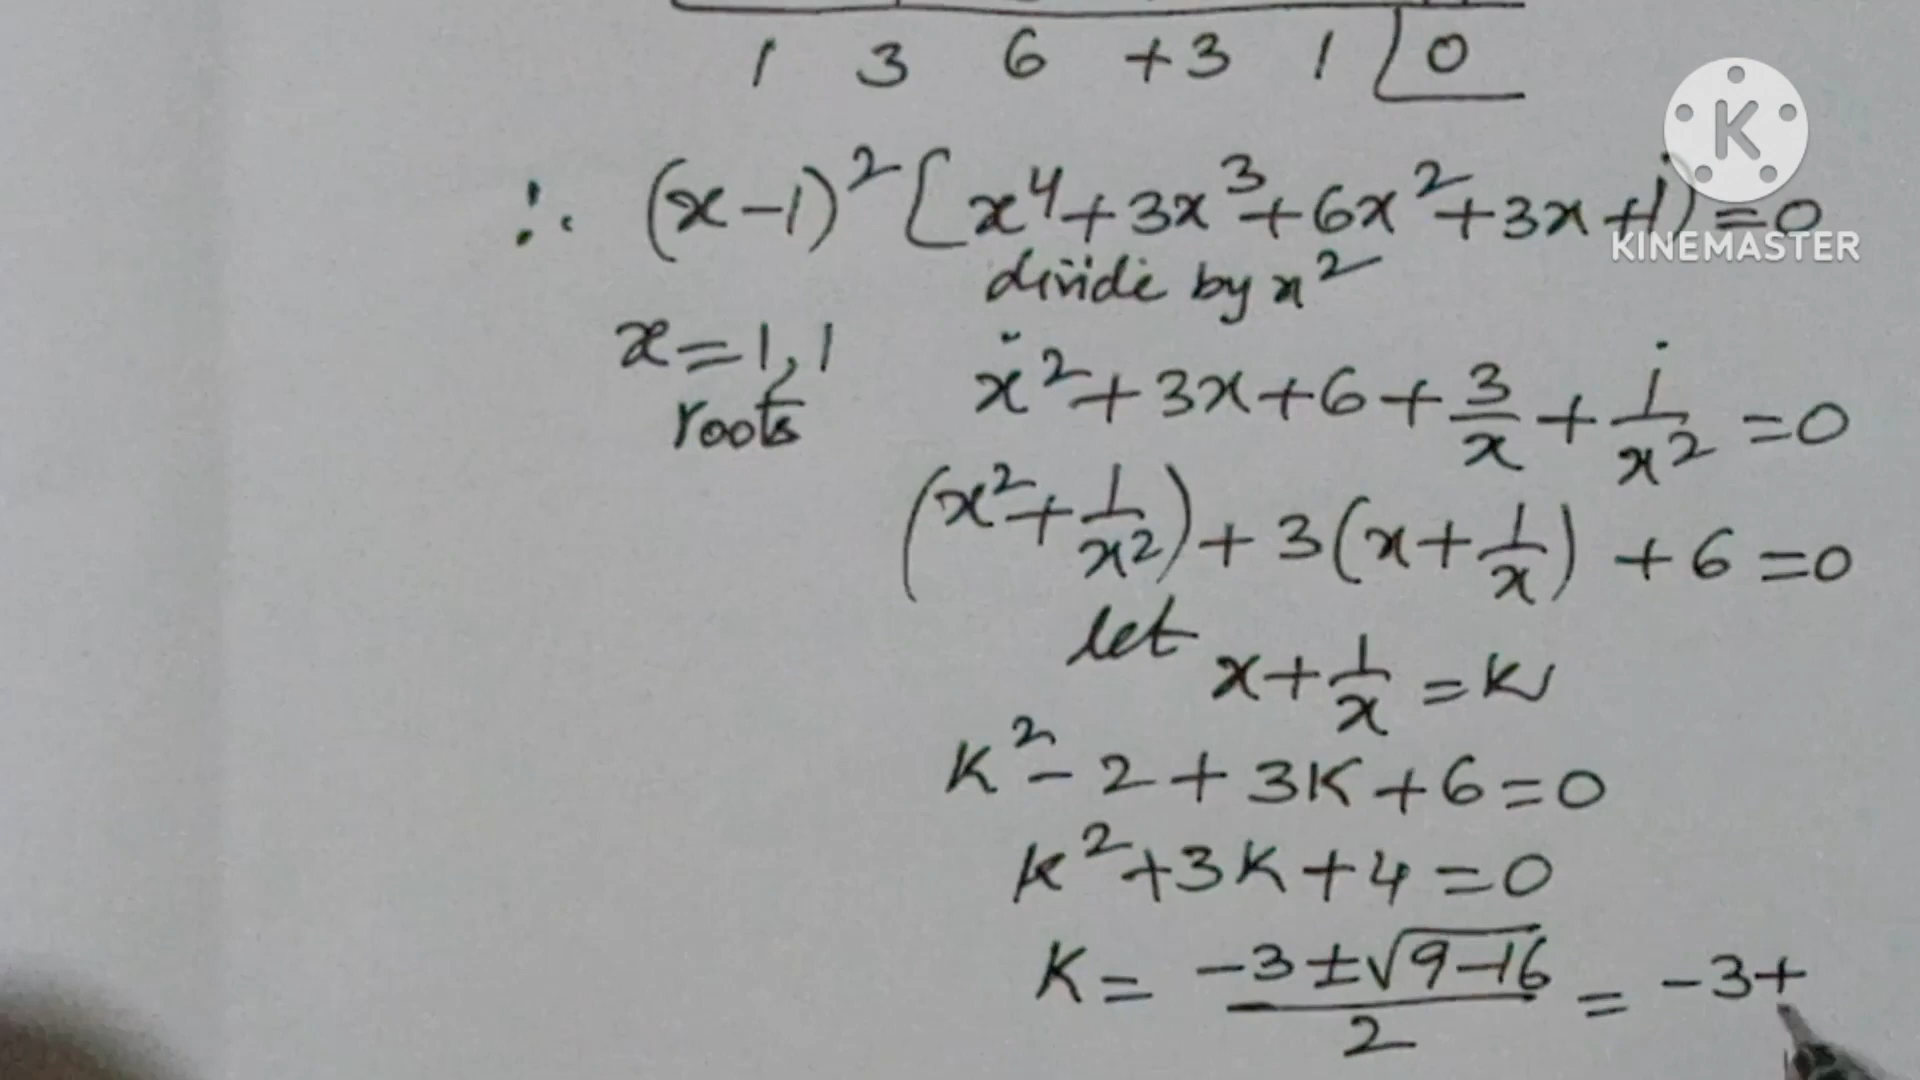 1 3 6 +3 1 | 0
K
∴ (x-1)² [x⁴+3x³+6x²+3x+1)=0
KINEMASTER
divide by x²
x=1,1
roots
x²+3x+6+3/x+1/x²=0
(x²+1/x²)+3(x+1/x)+6=0
let x+1/x=K
K²-2+3K+6=0
K²+3K+4=0
K= (-3±√9-16)/2 = -3+